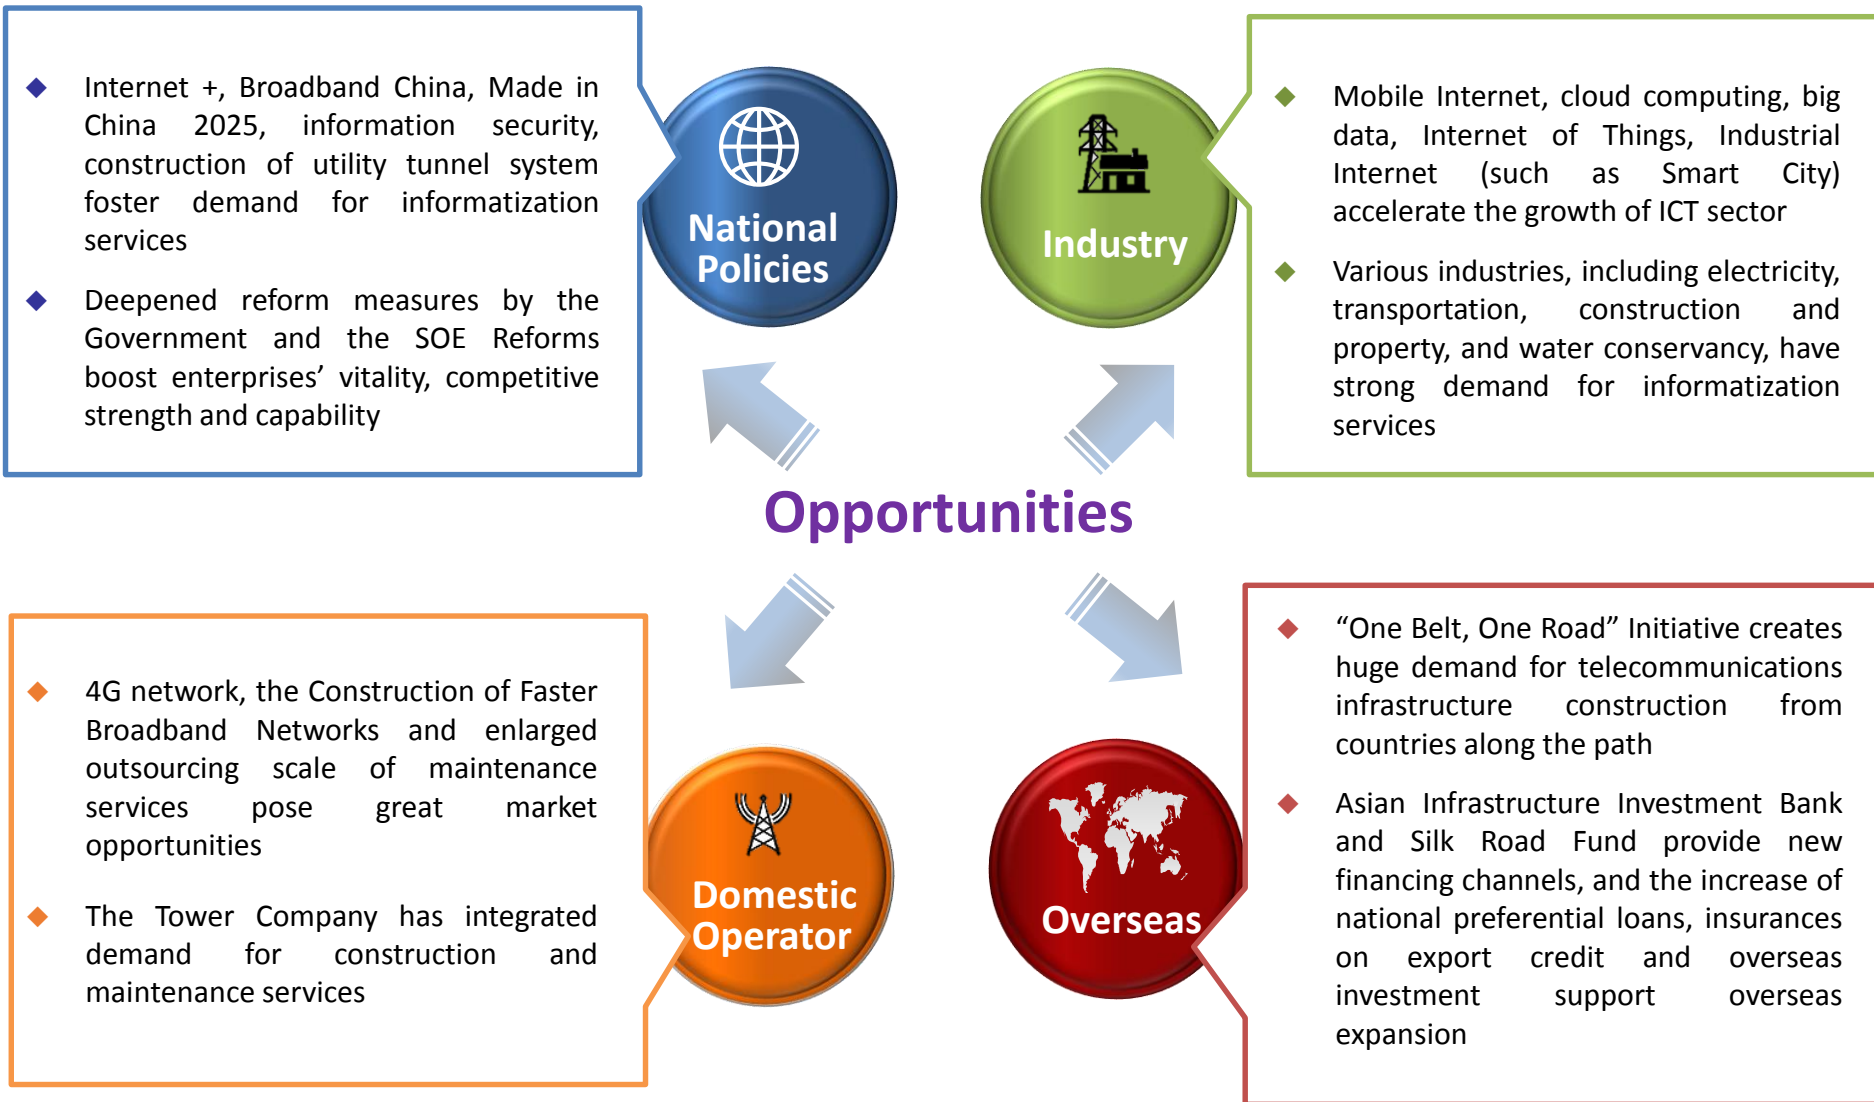 Internet +, Broadband China, Made in
China 2025, information security,
construction of utility tunnel system
foster demand for informatization
services
Deepened reform measures by the
Government and the SOE Reforms
boost enterprises’ vitality, competitive
strength and capability
National
Policies
Industry
Mobile Internet, cloud computing, big
data, Internet of Things, Industrial
Internet (such as Smart City)
accelerate the growth of ICT sector
Various industries, including electricity,
transportation, construction and
property, and water conservancy, have
strong demand for informatization
services
Opportunities
4G network, the Construction of Faster
Broadband Networks and enlarged
outsourcing scale of maintenance
services pose great market
opportunities
The Tower Company has integrated
demand for construction and
maintenance services
Domestic
Operator
Overseas
“One Belt, One Road” Initiative creates
huge demand for telecommunications
infrastructure construction from
countries along the path
Asian Infrastructure Investment Bank
and Silk Road Fund provide new
financing channels, and the increase of
national preferential loans, insurances
on export credit and overseas
investment support overseas
expansion